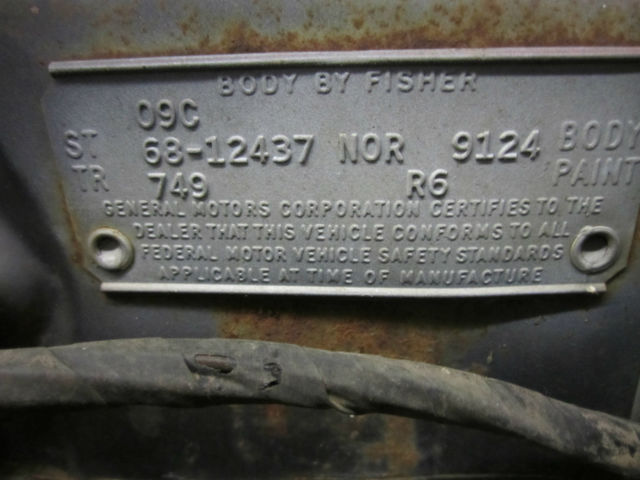 BODY BY FISHER
09C
ST 68-12437 NOR 9124 BODY
TR 749 R6 PAINT
GENERAL MOTORS CORPORATION CERTIFIES TO THE
DEALER THAT THIS VEHICLE CONFORMS TO ALL
FEDERAL MOTOR VEHICLE SAFETY STANDARDS
APPLICABLE AT TIME OF MANUFACTURE